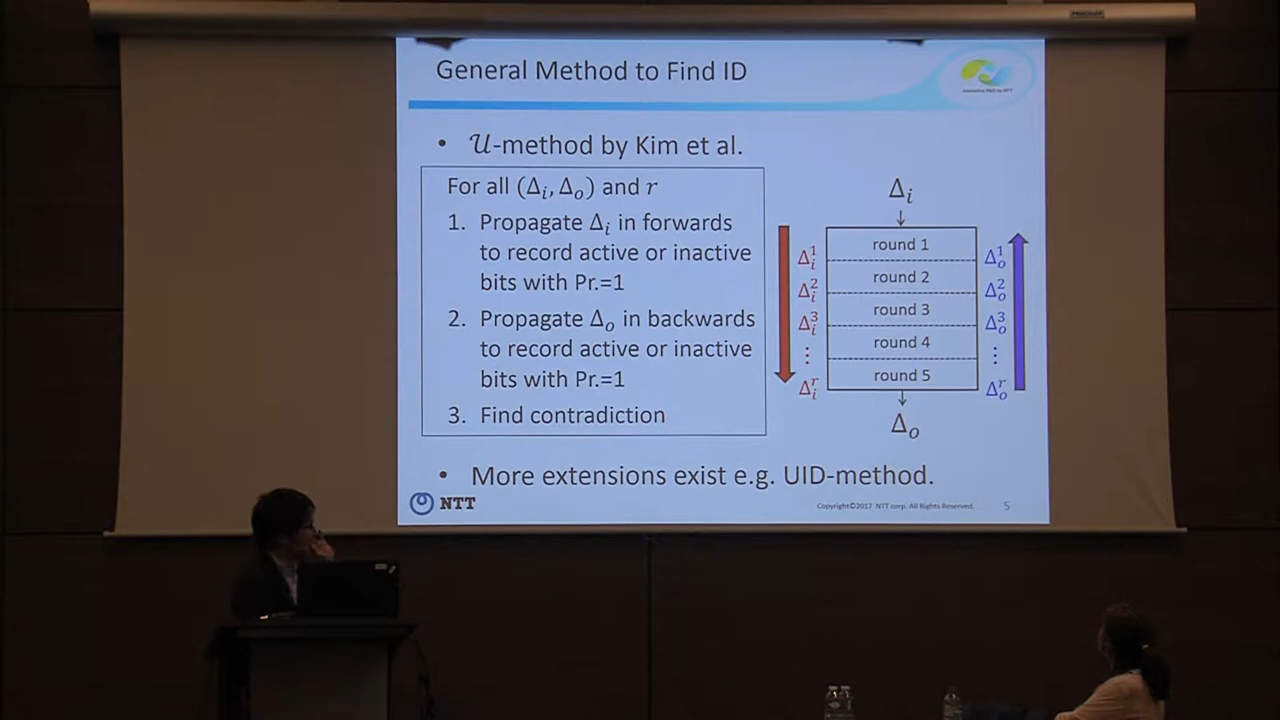 General Method to Find ID
• 𝒰-method by Kim et al.
For all (Δᵢ, Δₒ) and r
1. Propagate Δᵢ in forwards
to record active or inactive
bits with Pr.=1
2. Propagate Δₒ in backwards
to record active or inactive
bits with Pr.=1
3. Find contradiction
Δᵢ
↓
round 1
round 2
round 3
round 4
round 5
↓
Δₒ
Δᵢ¹
Δᵢ²
Δᵢ³
⋮
Δᵢʳ
Δₒ¹
Δₒ²
Δₒ³
⋮
Δₒʳ
• More extensions exist e.g. UID-method.
NTT
Copyright©2017 NTT corp. All Rights Reserved.
5